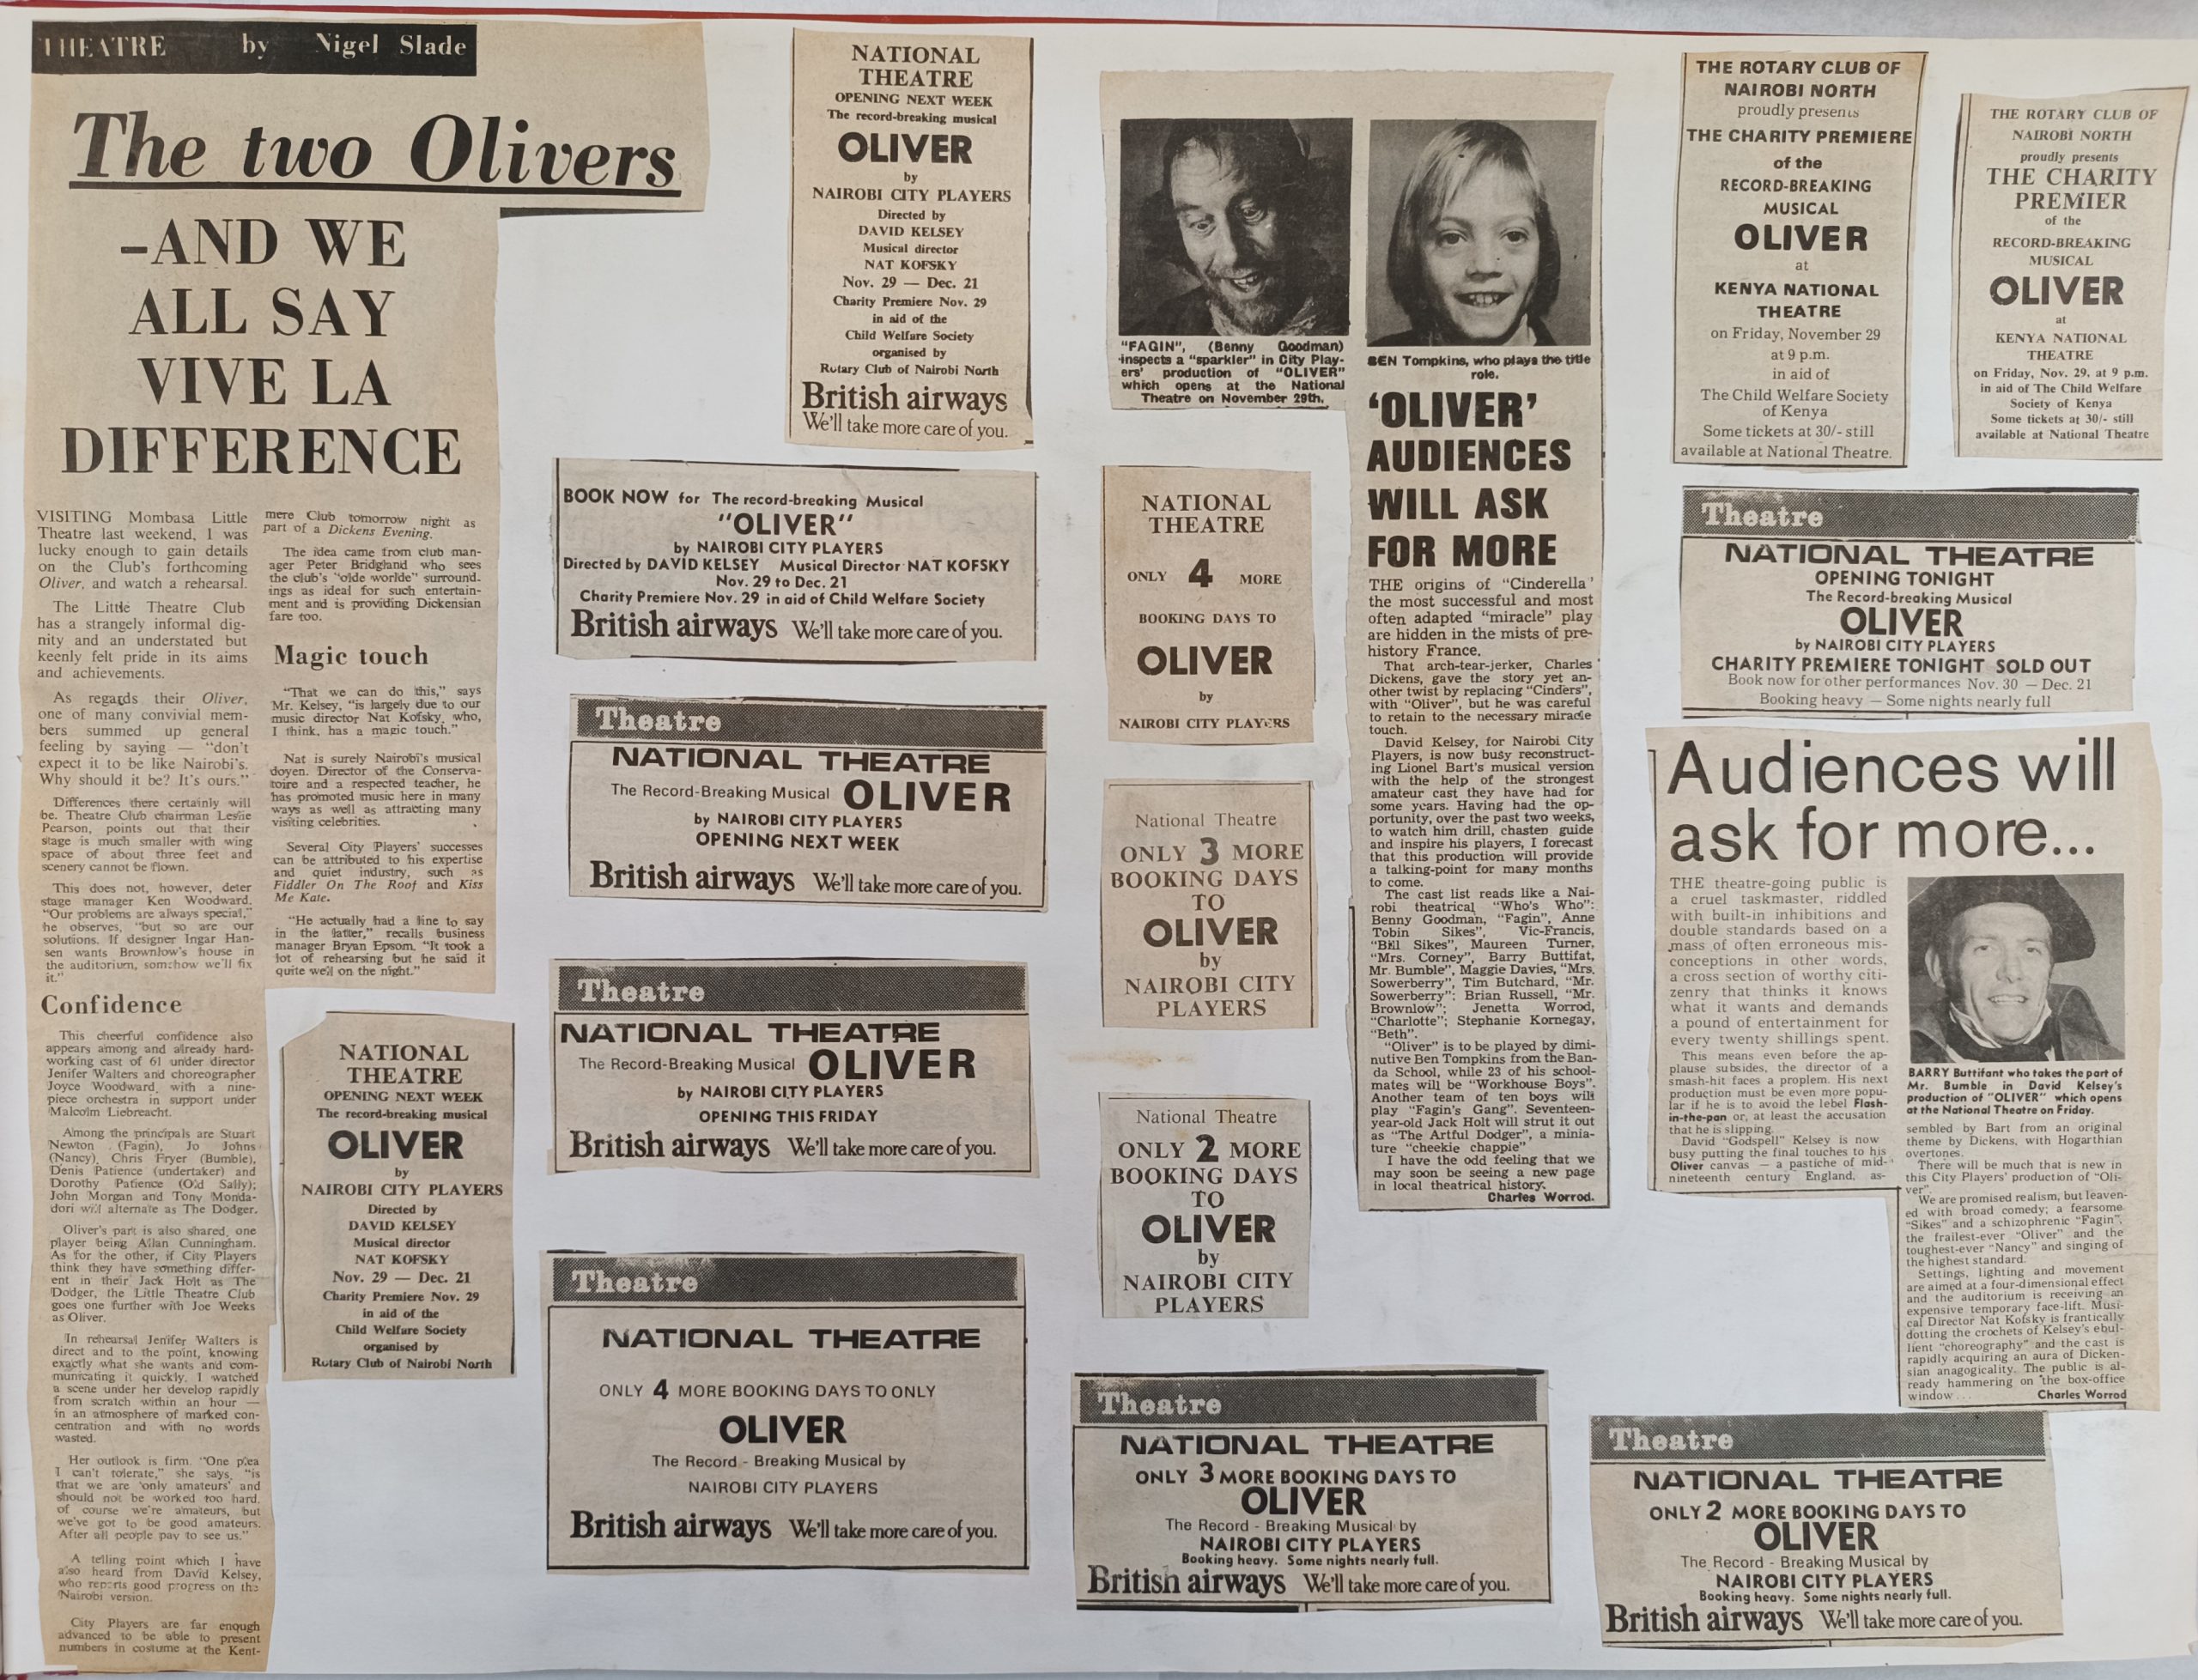 THEATRE by Nigel Slade
The two Olivers
–AND WE
ALL SAY
VIVE LA
DIFFERENCE
VISITING Mombasa Little
Theatre last weekend, I was
lucky enough to gain details
on the Club's forthcoming
Oliver, and watch a rehearsal.
The Little Theatre Club
has a strangely informal dig-
nity and an understated but
keenly felt pride in its aims
and achievements.
As regards their Oliver,
one of many convivial mem-
bers summed up general
feeling by saying — "don't
expect it to be like Nairobi's.
Why should it be? It's ours."
Differences there certainly will
be. Theatre Club chairman Leslie
Pearson, points out that their
stage is much smaller with wing
space of about three feet and
scenery cannot be flown.
This does not, however, deter
stage manager Ken Woodward.
"Our problems are always special,"
he observes, "but so are our
solutions. If designer Ingar Han-
sen wants Brownlow's house in
the auditorium, somehow we'll fix
it."
Confidence
This cheerful confidence also
appears among and already hard-
working cast of 61 under director
Jenifer Walters and choreographer
Joyce Woodward, with a nine-
piece orchestra in support under
Malcolm Liebreacht.
Among the principals are Stuart
Newton (Fagin), Jo Johns
(Nancy), Chris Fryer (Bumble),
Denis Patience (undertaker) and
Dorothy Patience (Old Sally);
John Morgan and Tony Monda-
dori will alternate as The Dodger.
Oliver's part is also shared, one
player being Allan Cunningham.
As for the other, if City Players
think they have something differ-
ent in their Jack Holt as The
Dodger, the Little Theatre Club
goes one further with Joe Weeks
as Oliver.
In rehearsal Jenifer Walters is
direct and to the point, knowing
exactly what she wants and com-
municating it quickly. I watched
a scene under her develop rapidly
from scratch within an hour —
in an atmosphere of marked con-
centration and with no words
wasted.
Her outlook is firm. "One plea
I can't tolerate," she says, "is
that we are 'only amateurs' and
should not be worked too hard.
of course we're amateurs, but
we've got to be good amateurs.
After all people pay to see us."
A telling point which I have
also heard from David Kelsey,
who reports good progress on the
Nairobi version.
City Players are far enough
advanced to be able to present
numbers in costume at the Kent-
mere Club tomorrow night as
part of a Dickens Evening.
The idea came from club man-
ager Peter Bridgland who sees
the club's "olde worlde" surround-
ings as ideal for such entertain-
ment and is providing Dickensian
fare too.
Magic touch
"That we can do this," says
Mr. Kelsey, "is largely due to our
music director Nat Kofsky, who,
I think, has a magic touch."
Nat is surely Nairobi's musical
doyen. Director of the Conserva-
toire and a respected teacher, he
has promoted music here in many
ways as well as attracting many
visiting celebrities.
Several City Players' successes
can be attributed to his expertise
and quiet industry, such as
Fiddler On The Roof and Kiss
Me Kate.
"He actually had a line to say
in the latter," recalls business
manager Bryan Epsom. "It took a
lot of rehearsing but he said it
quite well on the night."
NATIONAL
THEATRE
OPENING NEXT WEEK
The record-breaking musical
OLIVER
by
NAIROBI CITY PLAYERS
Directed by
DAVID KELSEY
Musical director
NAT KOFSKY
Nov. 29 — Dec. 21
Charity Premiere Nov. 29
in aid of the
Child Welfare Society
organised by
Rotary Club of Nairobi North
NATIONAL
THEATRE
OPENING NEXT WEEK
The record-breaking musical
OLIVER
by
NAIROBI CITY PLAYERS
Directed by
DAVID KELSEY
Musical director
NAT KOFSKY
Nov. 29 — Dec. 21
Charity Premiere Nov. 29
in aid of the
Child Welfare Society
organised by
Rotary Club of Nairobi North
British airways
We'll take more care of you.
BOOK NOW for The record-breaking Musical
"OLIVER"
by NAIROBI CITY PLAYERS
Directed by DAVID KELSEY Musical Director NAT KOFSKY
Nov. 29 to Dec. 21
Charity Premiere Nov. 29 in aid of Child Welfare Society
British airways We'll take more care of you.
Theatre
NATIONAL THEATRE
The Record-Breaking Musical OLIVER
by NAIROBI CITY PLAYERS
OPENING NEXT WEEK
British airways We'll take more care of you.
Theatre
NATIONAL THEATRE
The Record-Breaking Musical OLIVER
by NAIROBI CITY PLAYERS
OPENING THIS FRIDAY
British airways We'll take more care of you.
Theatre
NATIONAL THEATRE
ONLY 4 MORE BOOKING DAYS TO ONLY
OLIVER
The Record - Breaking Musical by
NAIROBI CITY PLAYERS
British airways We'll take more care of you.
"FAGIN", (Benny Goodman)
inspects a "sparkler" in City Play-
ers' production of "OLIVER"
which opens at the National
Theatre on November 29th.
BEN Tompkins, who plays the title
role.
'OLIVER'
AUDIENCES
WILL ASK
FOR MORE
THE origins of "Cinderella'
the most successful and most
often adapted "miracle" play
are hidden in the mists of pre-
history France.
That arch-tear-jerker, Charles
Dickens, gave the story yet an-
other twist by replacing "Cinders",
with "Oliver", but he was careful
to retain to the necessary miracle
touch.
David Kelsey, for Nairobi City
Players, is now busy reconstruct-
ing Lionel Bart's musical version
with the help of the strongest
amateur cast they have had for
some years. Having had the op-
portunity, over the past two weeks,
to watch him drill, chasten guide
and inspire his players, I forecast
that this production will provide
a talking-point for many months
to come.
The cast list reads like a Nai-
robi theatrical "Who's Who":
Benny Goodman, "Fagin", Anne
Tobin Sikes", Vic-Francis,
"Bill Sikes", Maureen Turner,
"Mrs. Corney", Barry Buttifat,
Mr. Bumble", Maggie Davies, "Mrs.
Sowerberry", Tim Butchard, "Mr.
Sowerberry": Brian Russell, "Mr.
Brownlow"; Jenetta Worrod,
"Charlotte"; Stephanie Kornegay,
"Beth".
"Oliver" is to be played by dimi-
nutive Ben Tompkins from the Ban-
da School, while 23 of his school-
mates will be "Workhouse Boys".
Another team of ten boys will
play "Fagin's Gang". Seventeen-
year-old Jack Holt will strut it out
as "The Artful Dodger", a minia-
ture "cheekie chappie"
I have the odd feeling that we
may soon be seeing a new page
in local theatrical history.
Charles Worrod.
NATIONAL
THEATRE
ONLY 4 MORE
BOOKING DAYS TO
OLIVER
by
NAIROBI CITY PLAYERS
National Theatre
ONLY 3 MORE
BOOKING DAYS
TO
OLIVER
by
NAIROBI CITY
PLAYERS
National Theatre
ONLY 2 MORE
BOOKING DAYS
TO
OLIVER
by
NAIROBI CITY
PLAYERS
Theatre
NATIONAL THEATRE
ONLY 3 MORE BOOKING DAYS TO
OLIVER
The Record - Breaking Musical by
NAIROBI CITY PLAYERS
Booking heavy. Some nights nearly full.
British airways We'll take more care of you.
THE ROTARY CLUB OF
NAIROBI NORTH
proudly presents
THE CHARITY PREMIERE
of the
RECORD-BREAKING
MUSICAL
OLIVER
at
KENYA NATIONAL
THEATRE
on Friday, November 29
at 9 p.m.
in aid of
The Child Welfare Society
of Kenya
Some tickets at 30/- still
available at National Theatre.
THE ROTARY CLUB OF
NAIROBI NORTH
proudly presents
THE CHARITY
PREMIER
of the
RECORD-BREAKING
MUSICAL
OLIVER
at
KENYA NATIONAL
THEATRE
on Friday, Nov. 29, at 9 p.m.
in aid of The Child Welfare
Society of Kenya
Some tickets at 30/- still
available at National Theatre
Theatre
NATIONAL THEATRE
OPENING TONIGHT
The Record-breaking Musical
OLIVER
by NAIROBI CITY PLAYERS
CHARITY PREMIERE TONIGHT SOLD OUT
Book now for other performances Nov. 30 — Dec. 21
Booking heavy — Some nights nearly full
Audiences will
ask for more...
THE theatre-going public is
a cruel taskmaster, riddled
with built-in inhibitions and
double standards based on a
mass of often erroneous mis-
conceptions in other words,
a cross section of worthy citi-
zenry that thinks it knows
what it wants and demands
a pound of entertainment for
every twenty shillings spent.
This means even before the ap-
plause subsides, the director of a
smash-hit faces a proplem. His next
production must be even more popu-
lar if he is to avoid the lebel Flash-
in-the-pan or, at least the accusation
that he is slipping.
David "Godspell" Kelsey is now
busy putting the final touches to his
Oliver canvas — a pastiche of mid-
nineteenth century England, as-
BARRY Buttifant who takes the part of
Mr. Bumble in David Kelsey's
production of "OLIVER" which opens
at the National Theatre on Friday.
sembled by Bart from an original
theme by Dickens, with Hogarthian
overtones.
There will be much that is new in
this City Players' production of "Oli-
ver".
We are promised realism, but leaven-
ed with broad comedy; a fearsome
"Sikes" and a schizophrenic "Fagin",
the frailest-ever "Oliver" and the
toughest-ever "Nancy" and singing of
the highest standard.
Settings, lighting and movement
are aimed at a four-dimensional effect
and the auditorium is receiving an
expensive temporary face-lift. Musi-
cal Director Nat Kofsky is frantically
dotting the crochets of Kelsey's ebul-
lient "choreography" and the cast is
rapidly acquiring an aura of Dicken-
sian anagogicality. The public is al-
ready hammering on the box-office
window . . . Charles Worrod
Theatre
NATIONAL THEATRE
ONLY 2 MORE BOOKING DAYS TO
OLIVER
The Record - Breaking Musical by
NAIROBI CITY PLAYERS
Booking heavy. Some nights nearly full.
British airways We'll take more care of you.